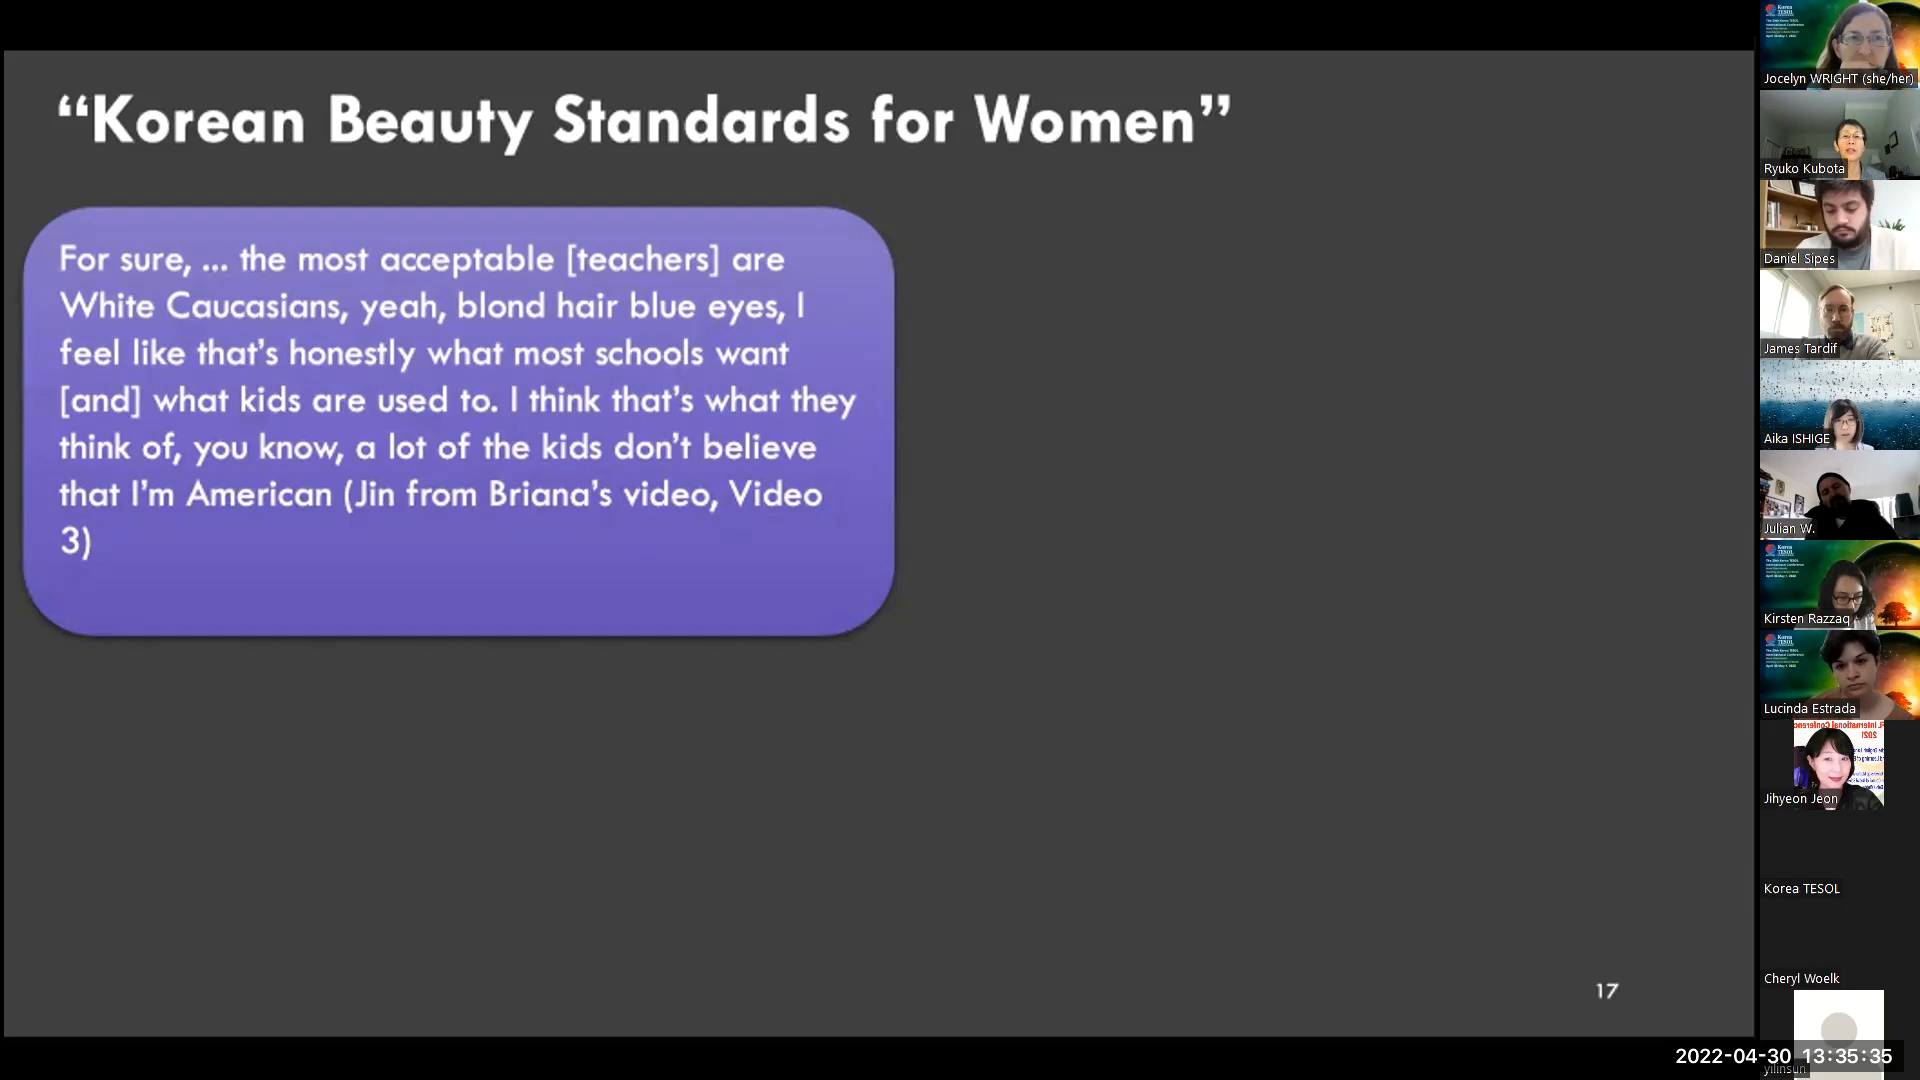 “Korean Beauty Standards for Women”
For sure, ... the most acceptable [teachers] are
White Caucasians, yeah, blond hair blue eyes, I
feel like that’s honestly what most schools want
[and] what kids are used to. I think that’s what they
think of, you know, a lot of the kids don’t believe
that I’m American (Jin from Briana’s video, Video
3)
17
Jocelyn WRIGHT (she/her)
Ryuko Kubota
Daniel Sipes
James Tardif
Aika ISHIGE
Julian W.
Kirsten Razzaq
Lucinda Estrada
Jihyeon Jeon
Korea TESOL
Cheryl Woelk
yilinsun
2022-04-30 13:35:35